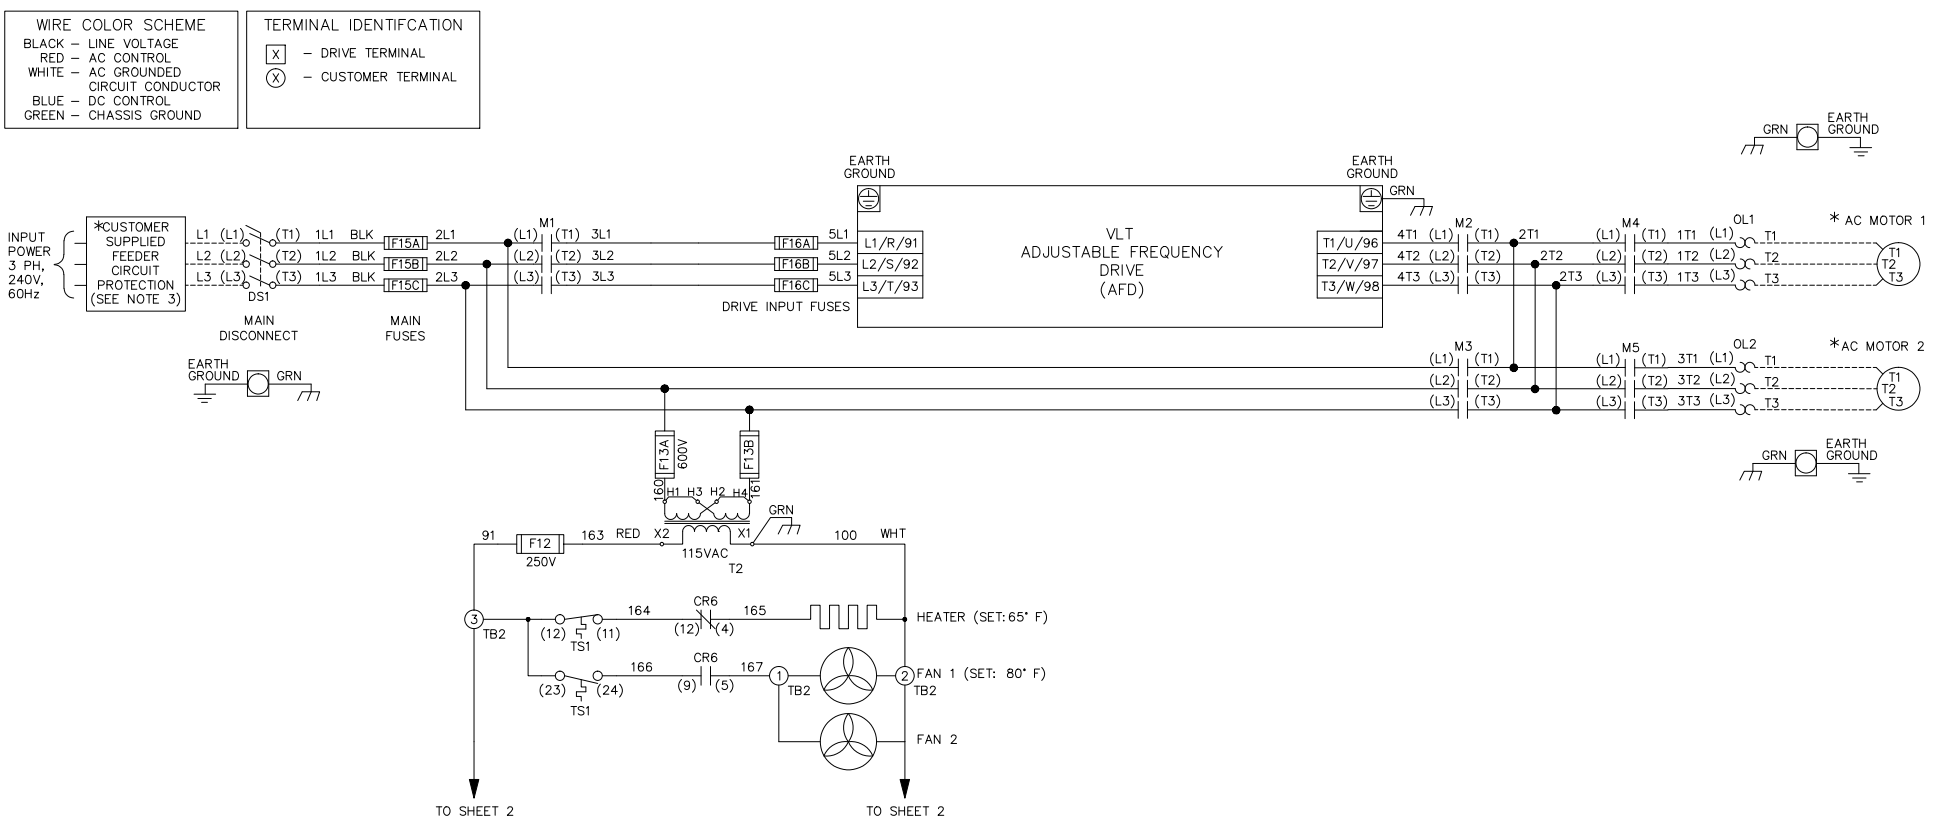 WIRE COLOR SCHEME
BLACK – LINE VOLTAGE
RED – AC CONTROL
WHITE – AC GROUNDED
CIRCUIT CONDUCTOR
BLUE – DC CONTROL
GREEN – CHASSIS GROUND
TERMINAL IDENTIFCATION
X – DRIVE TERMINAL
X – CUSTOMER TERMINAL
GRN
EARTH
GROUND
EARTH
GROUND
EARTH
GROUND
GRN
INPUT
POWER
3 PH,
240V,
60Hz
*CUSTOMER
SUPPLIED
FEEDER
CIRCUIT
PROTECTION
(SEE NOTE 3)
L1 (L1) (T1) 1L1 BLK F15A 2L1 (L1) M1 (T1) 3L1 F16A 5L1 L1/R/91
L2 (L2) (T2) 1L2 BLK F15B 2L2 (L2) (T2) 3L2 F16B 5L2 L2/S/92
L3 (L3) (T3) 1L3 BLK F15C 2L3 (L3) (T3) 3L3 F16C 5L3 L3/T/93
DS1
MAIN
DISCONNECT
MAIN
FUSES
DRIVE INPUT FUSES
VLT
ADJUSTABLE FREQUENCY
DRIVE
(AFD)
T1/U/96 4T1 (L1) M2 (T1) 2T1 (L1) M4 (T1) 1T1 (L1) OL1 T1
T2/V/97 4T2 (L2) (T2) 2T2 (L2) (T2) 1T2 (L2) T2
T3/W/98 4T3 (L3) (T3) 2T3 (L3) (T3) 1T3 (L3) T3
* AC MOTOR 1
T1
T2
T3
EARTH
GROUND
GRN
M3 M5 OL2
(L1) (T1) (L1) (T1) 3T1 (L1) T1
(L2) (T2) (L2) (T2) 3T2 (L2) T2
(L3) (T3) (L3) (T3) 3T3 (L3) T3
* AC MOTOR 2
T1
T2
T3
GRN
EARTH
GROUND
F13A
600V
F13B
160
161
H1 H3 H2 H4
GRN
91 F12 163 RED X2 X1 100 WHT
250V
115VAC
T2
3
TB2
(12) (11)
TS1
164
CR6
(12) (4)
165
HEATER (SET:65° F)
(23) (24)
TS1
166
CR6
(9) (5)
167
1
TB2
2
TB2
FAN 1 (SET: 80° F)
FAN 2
TO SHEET 2
TO SHEET 2